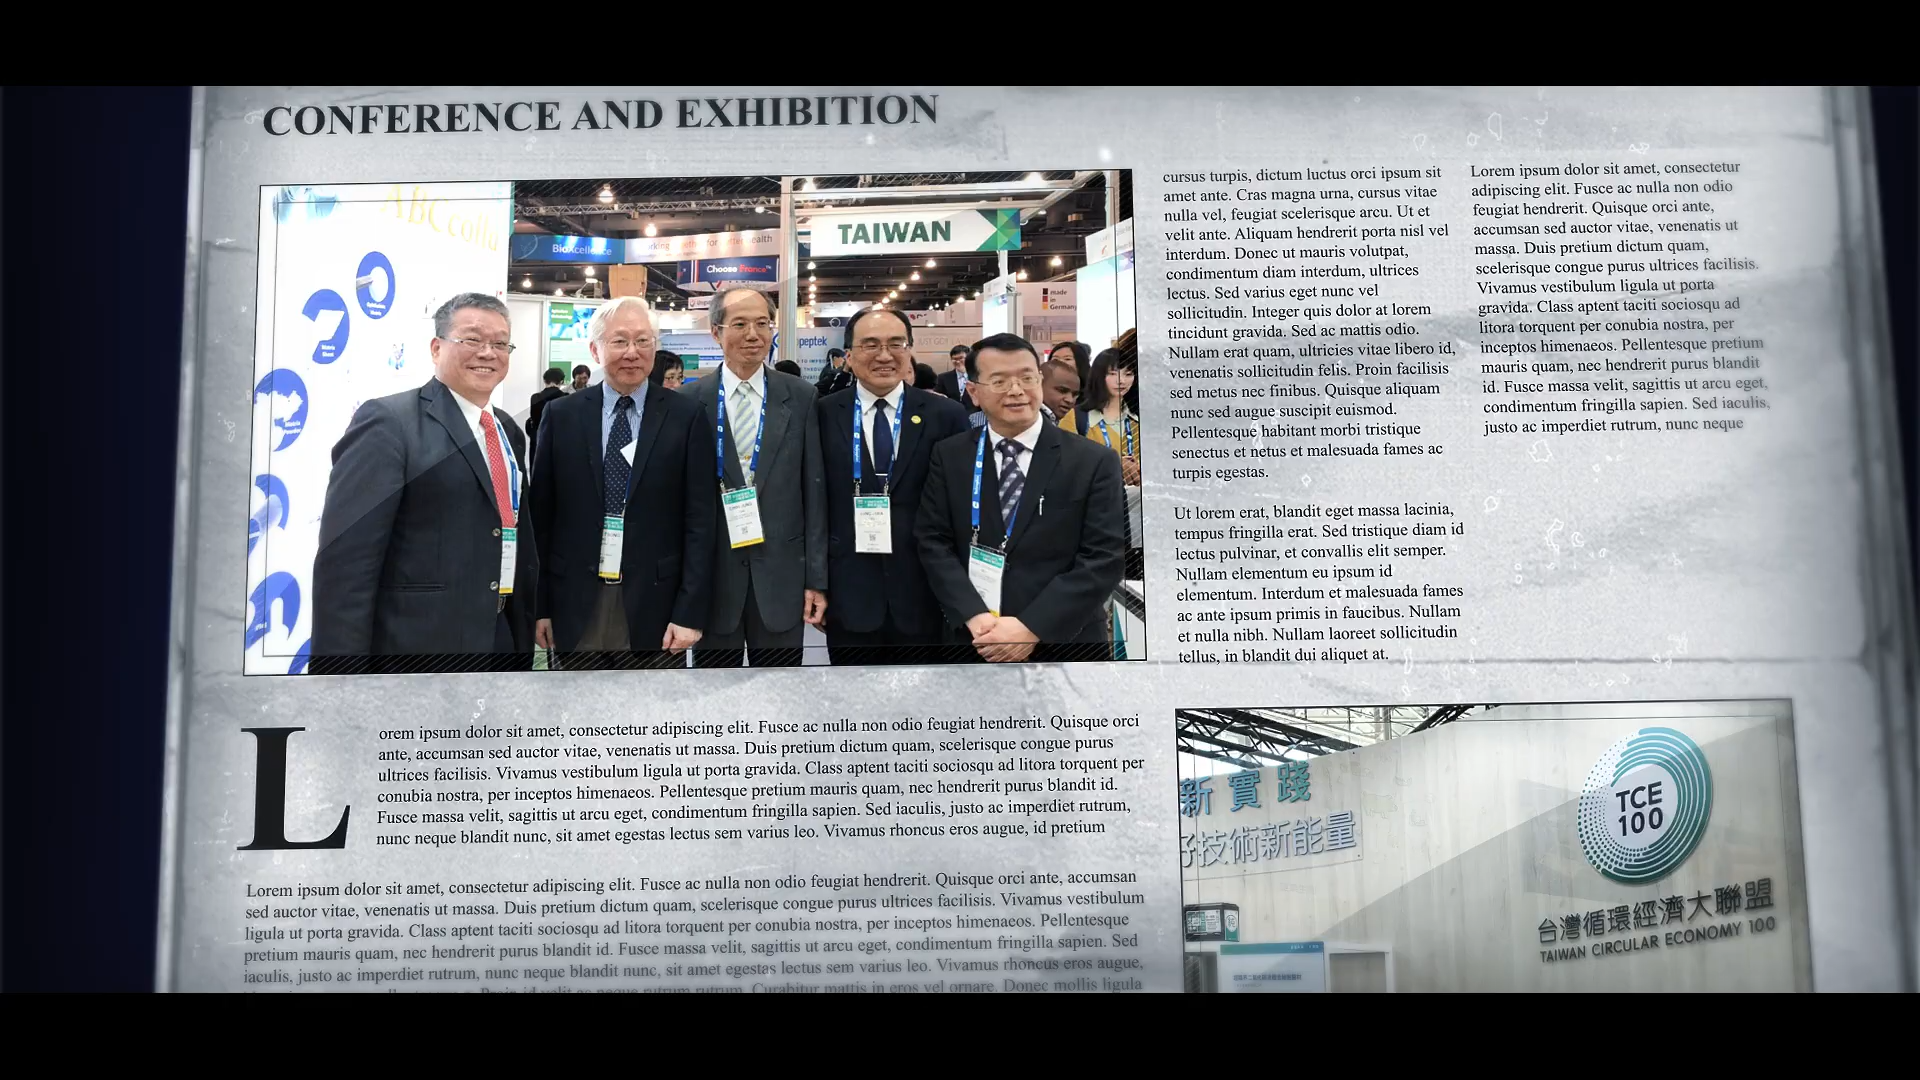 CONFERENCE AND EXHIBITION
ABCcolla
BioXcellence
TAIWAN
Choose France
made
in
Germany
peptek
cursus turpis, dictum luctus orci ipsum sit
amet ante. Cras magna urna, cursus vitae
nulla vel, feugiat scelerisque arcu. Ut et
velit ante. Aliquam hendrerit porta nisl vel
interdum. Donec ut mauris volutpat,
condimentum diam interdum, ultrices
lectus. Sed varius eget nunc vel
sollicitudin. Integer quis dolor at lorem
tincidunt gravida. Sed ac mattis odio.
Nullam erat quam, ultricies vitae libero id,
venenatis sollicitudin felis. Proin facilisis
sed metus nec finibus. Quisque aliquam
nunc sed augue suscipit euismod.
Pellentesque habitant morbi tristique
senectus et netus et malesuada fames ac
turpis egestas.
Ut lorem erat, blandit eget massa lacinia,
tempus fringilla erat. Sed tristique diam id
lectus pulvinar, et convallis elit semper.
Nullam elementum eu ipsum id
elementum. Interdum et malesuada fames
ac ante ipsum primis in faucibus. Nullam
et nulla nibh. Nullam laoreet sollicitudin
tellus, in blandit dui aliquet at.
Lorem ipsum dolor sit amet, consectetur
adipiscing elit. Fusce ac nulla non odio
feugiat hendrerit. Quisque orci ante,
accumsan sed auctor vitae, venenatis ut
massa. Duis pretium dictum quam,
scelerisque congue purus ultrices facilisis.
Vivamus vestibulum ligula ut porta
gravida. Class aptent taciti sociosqu ad
litora torquent per conubia nostra, per
inceptos himenaeos. Pellentesque pretium
mauris quam, nec hendrerit purus blandit
id. Fusce massa velit, sagittis ut arcu eget,
condimentum fringilla sapien. Sed iaculis,
justo ac imperdiet rutrum, nunc neque
Lorem ipsum dolor sit amet, consectetur adipiscing elit. Fusce ac nulla non odio feugiat hendrerit. Quisque orci
ante, accumsan sed auctor vitae, venenatis ut massa. Duis pretium dictum quam, scelerisque congue purus
ultrices facilisis. Vivamus vestibulum ligula ut porta gravida. Class aptent taciti sociosqu ad litora torquent per
conubia nostra, per inceptos himenaeos. Pellentesque pretium mauris quam, nec hendrerit purus blandit id.
Fusce massa velit, sagittis ut arcu eget, condimentum fringilla sapien. Sed iaculis, justo ac imperdiet rutrum,
nunc neque blandit nunc, sit amet egestas lectus sem varius leo. Vivamus rhoncus eros augue, id pretium
Lorem ipsum dolor sit amet, consectetur adipiscing elit. Fusce ac nulla non odio feugiat hendrerit. Quisque orci ante, accumsan
sed auctor vitae, venenatis ut massa. Duis pretium dictum quam, scelerisque congue purus ultrices facilisis. Vivamus vestibulum
ligula ut porta gravida. Class aptent taciti sociosqu ad litora torquent per conubia nostra, per inceptos himenaeos. Pellentesque
pretium mauris quam, nec hendrerit purus blandit id. Fusce massa velit, sagittis ut arcu eget, condimentum fringilla sapien. Sed
iaculis, justo ac imperdiet rutrum, nunc neque blandit nunc, sit amet egestas lectus sem varius leo. Vivamus rhoncus eros augue,
rutrum rutrum. Curabitur mattis in eros vel ornare. Donec mollis ligula
新實踐
技術新能量
TCE
100
台灣循環經濟大聯盟
TAIWAN CIRCULAR ECONOMY 100